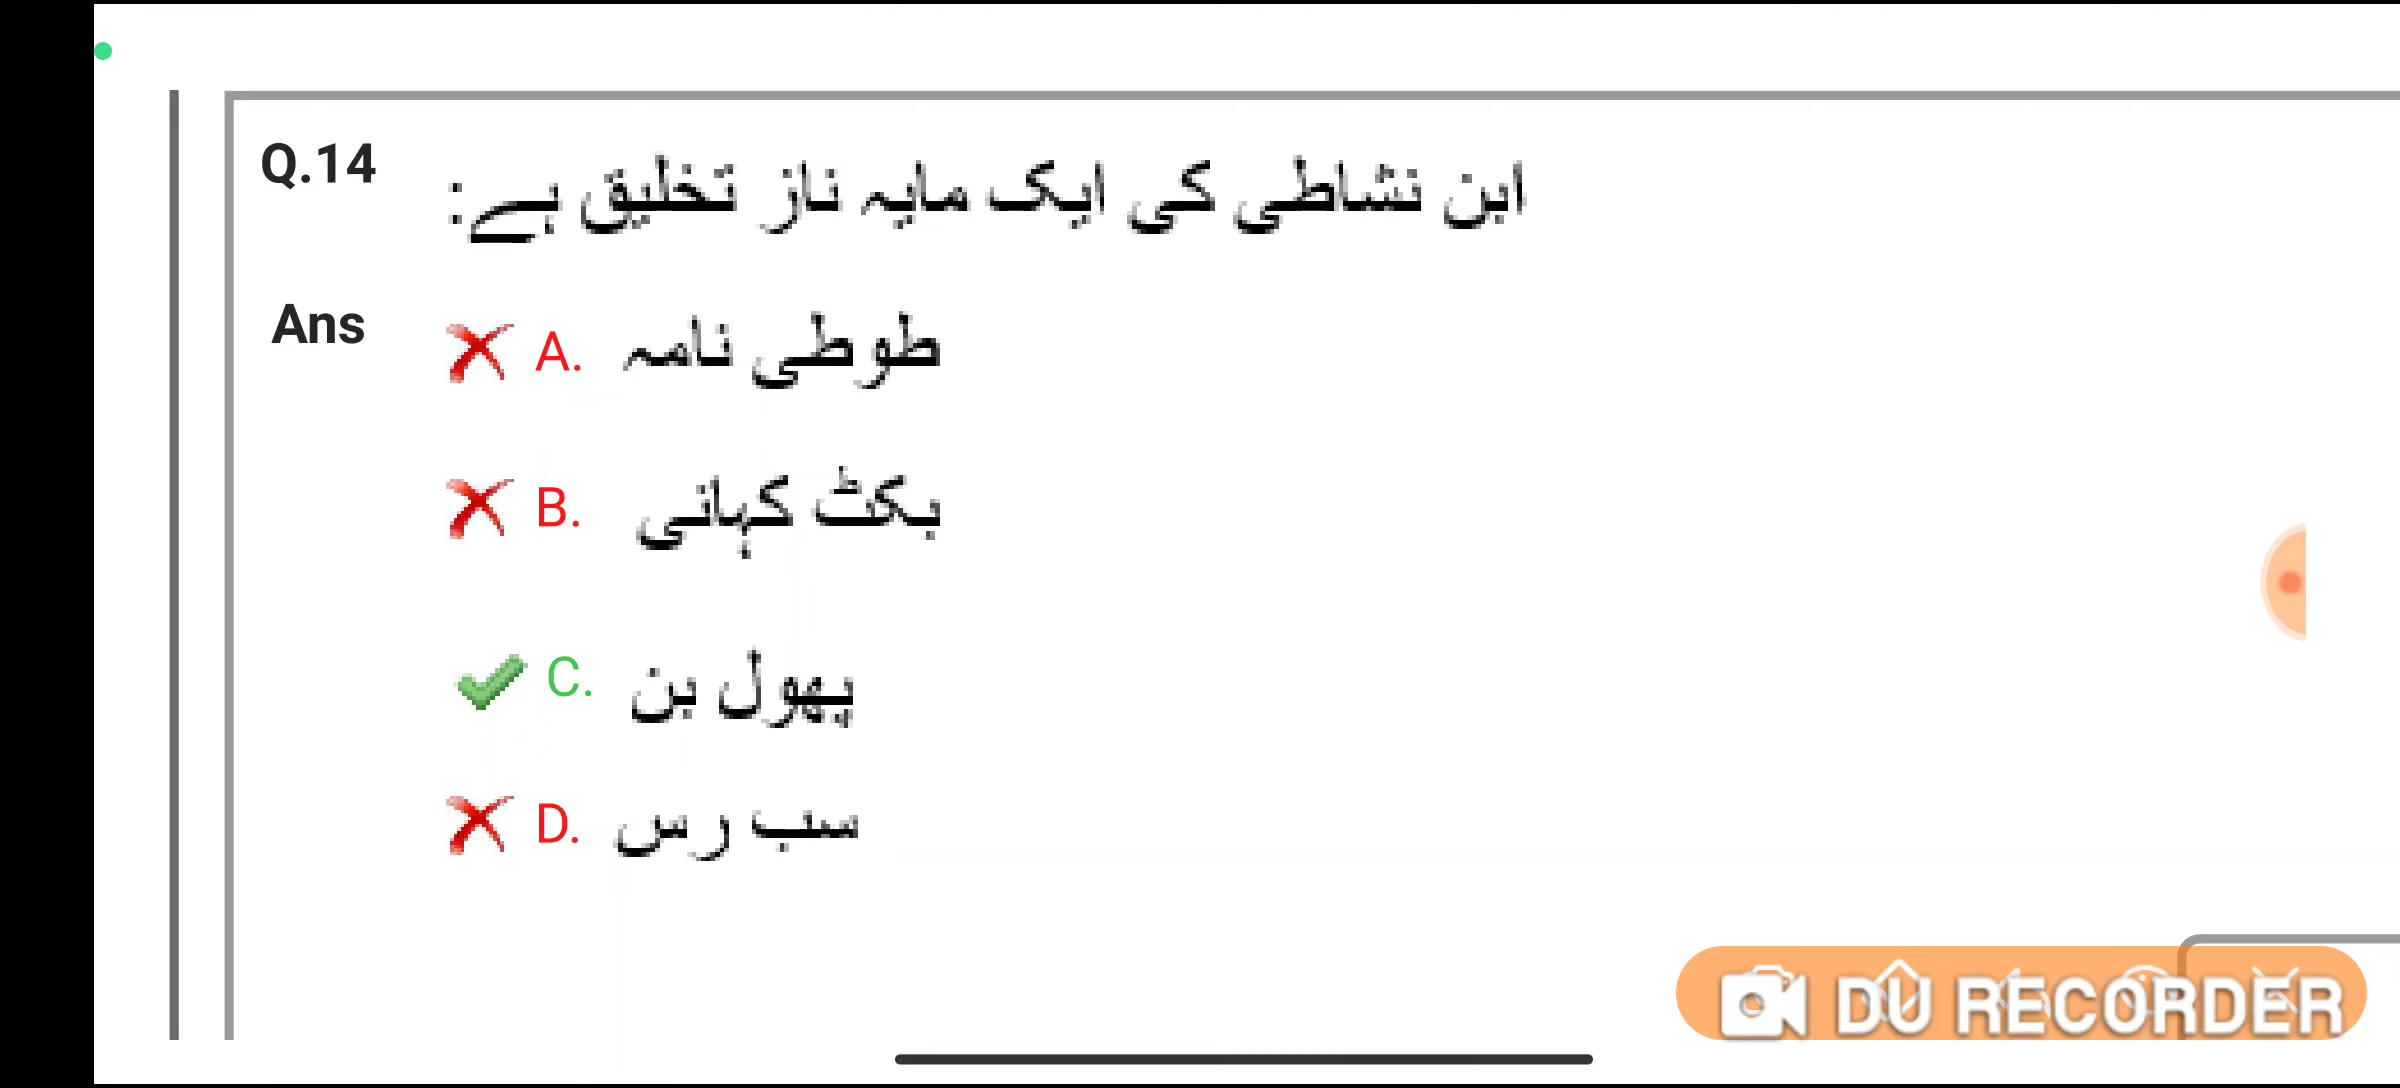 Q.14 ابن نشاطی کی ایک مایہ ناز تخلیق ہے:
Ans
A. طوطی نامہ
B. بکٹ کہانی
C. پھول بن
D. سب رس
DU RECORDER